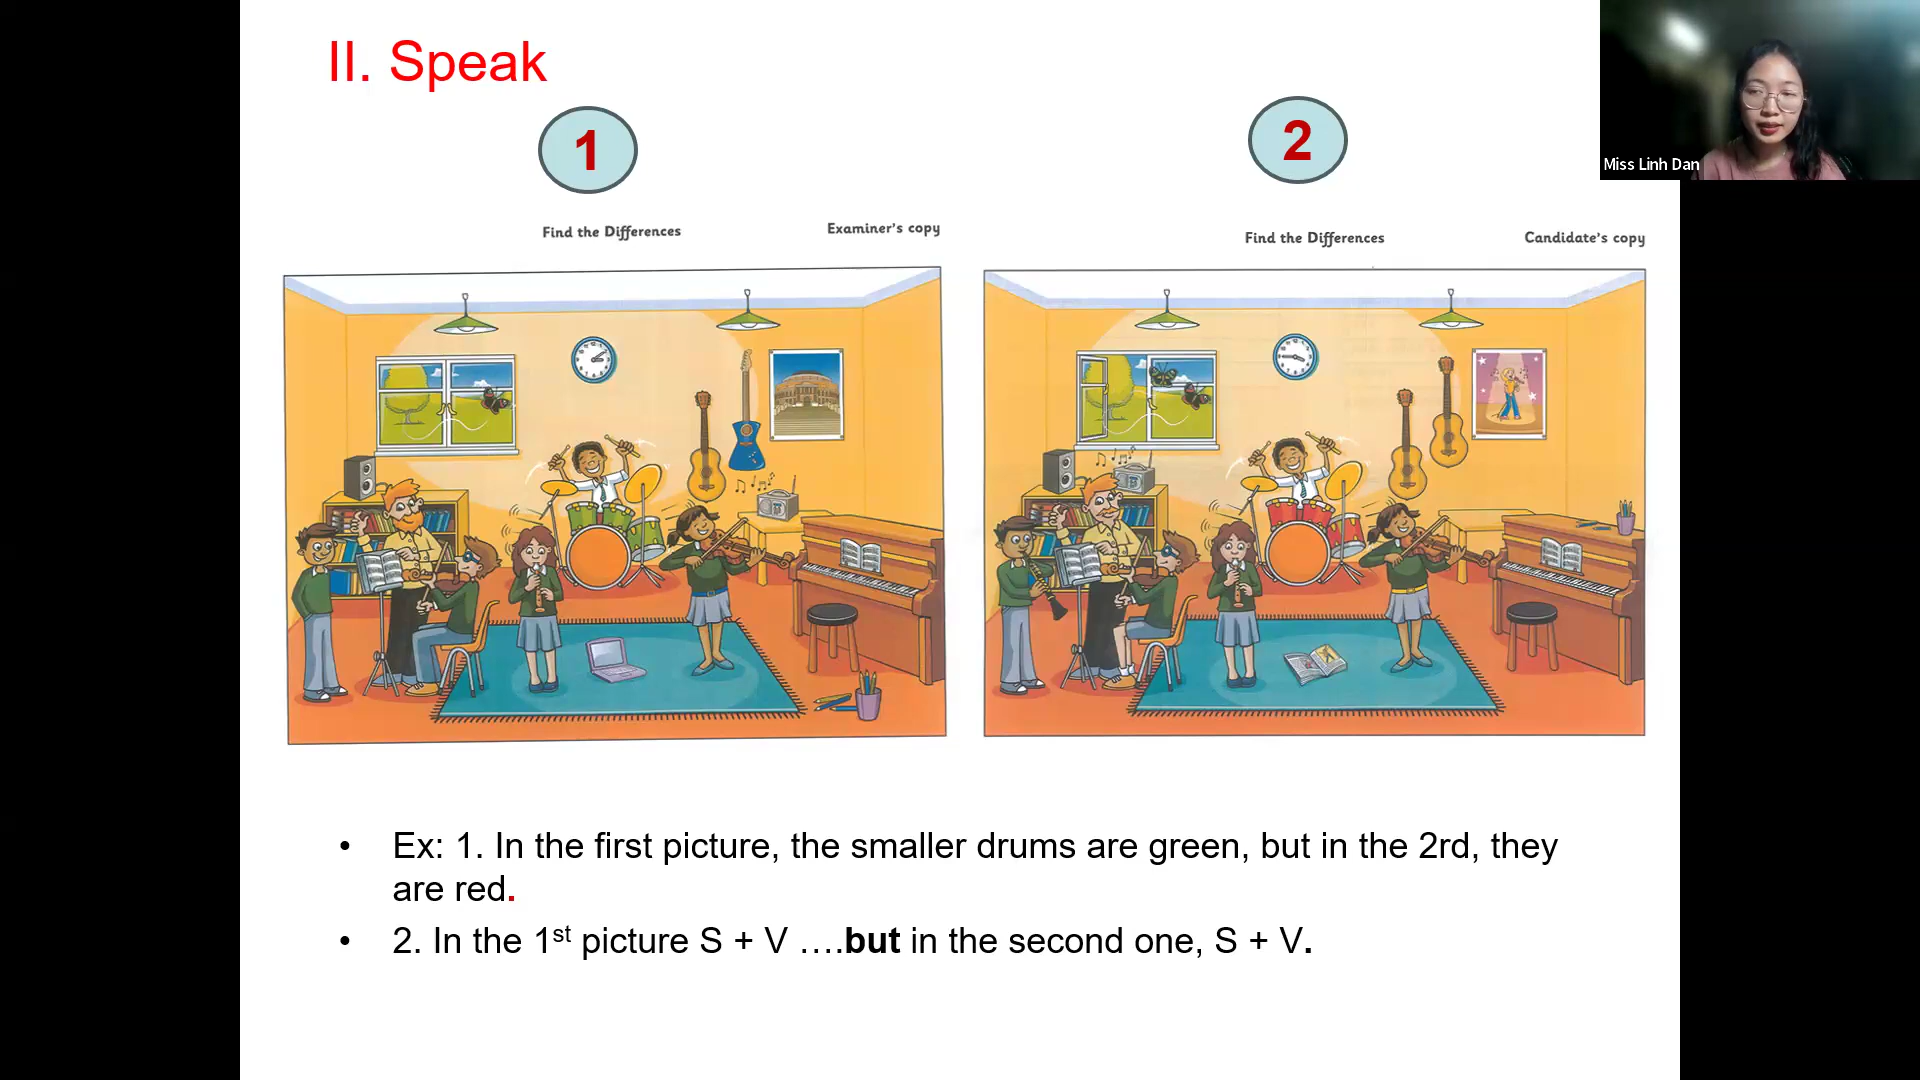 II. Speak
1
2
Miss Linh Dan
Find the Differences
Examiner's copy
Find the Differences
Candidate's copy
• Ex: 1. In the first picture, the smaller drums are green, but in the 2rd, they
are red.
• 2. In the 1st picture S + V ….but in the second one, S + V.